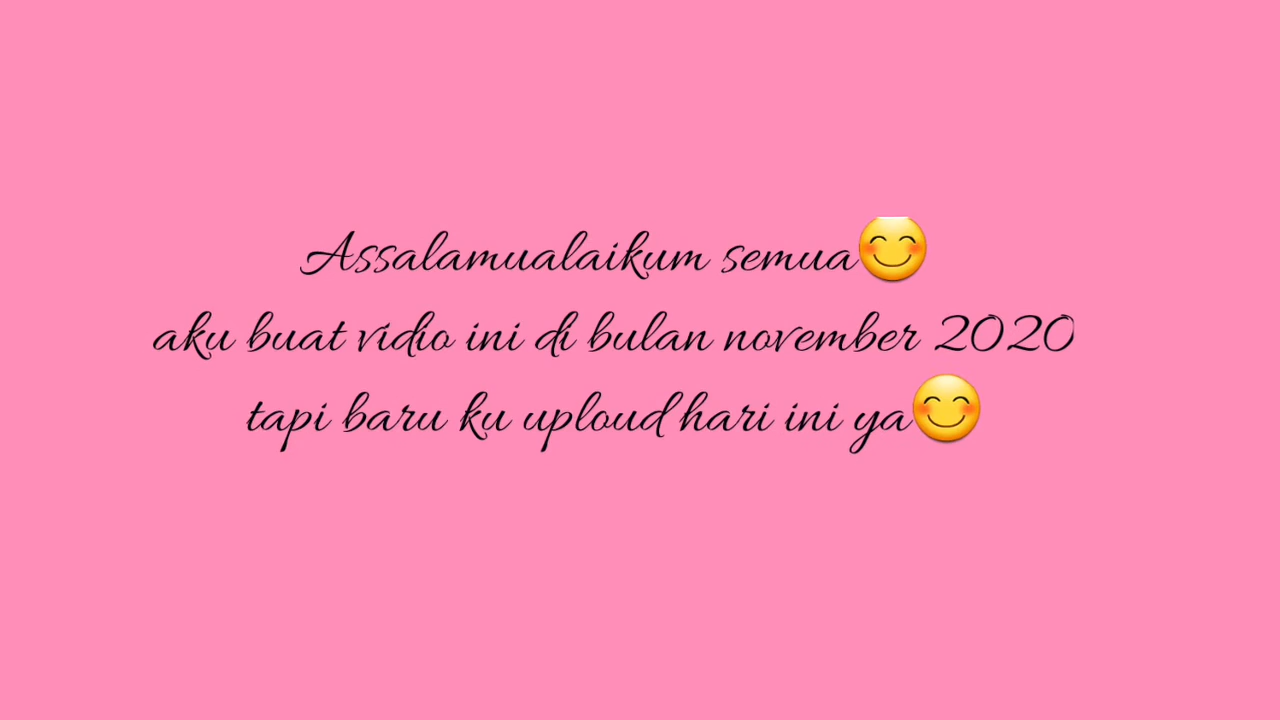 Assalamualaikum semua😊
aku buat vidio ini di bulan november 2020
tapi baru ku uploud hari ini ya😊